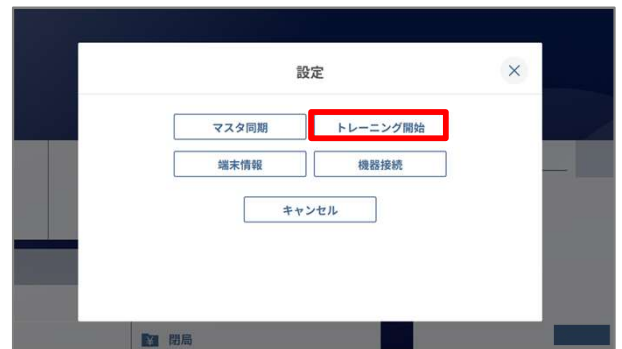 設定
マスタ同期 トレーニング開始
端末情報 機器接続
キャンセル
¥ 閉局